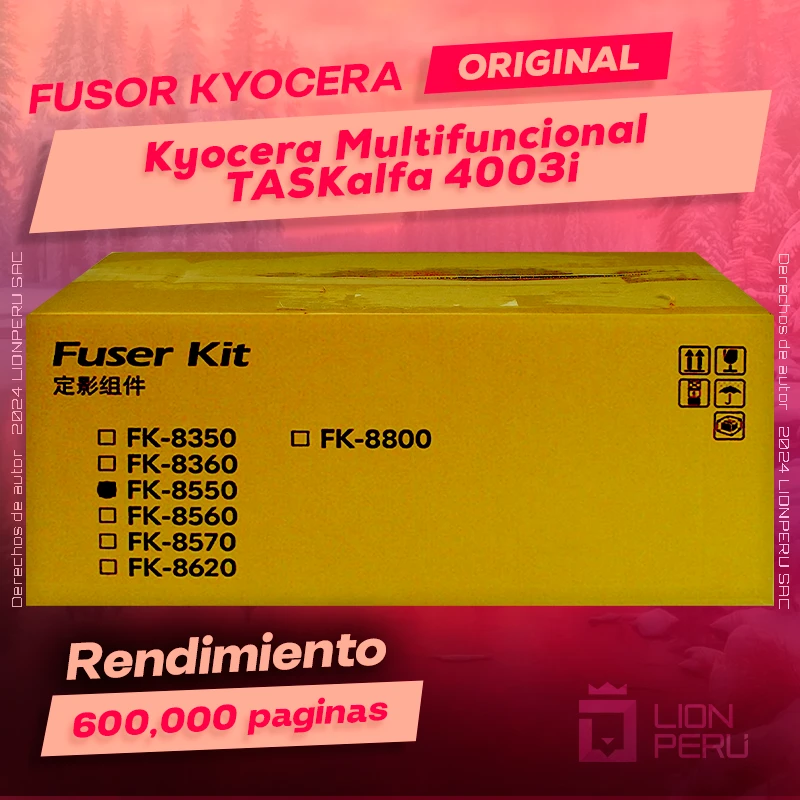 FUSOR KYOCERA
ORIGINAL
Kyocera Multifuncional
TASKalfa 4003i
Derechos de autor 2024 LIONPERU SAC
Derechos de autor 2024 LIONPERU SAC
Fuser Kit
定影组件
FK-8350
FK-8800
FK-8360
FK-8550
FK-8560
FK-8570
FK-8620
Rendimiento
600,000 paginas
LION
PERÚ